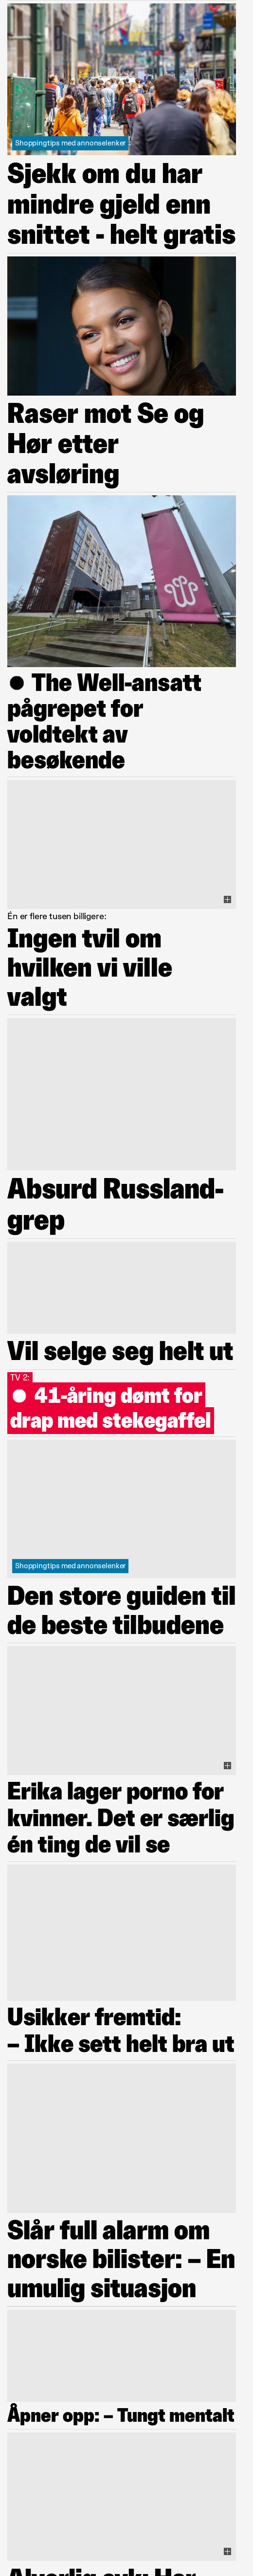 Shoppingtips med annonselenker
Sjekk om du har
mindre gjeld enn
snittet - helt gratis
Raser mot Se og
Hør etter
avsløring
● The Well-ansatt
pågrepet for
voldtekt av
besøkende
Én er flere tusen billigere:
Ingen tvil om
hvilken vi ville
valgt
Absurd Russland-
grep
Vil selge seg helt ut
TV 2:
● 41-åring dømt for
drap med stekegaffel
Shoppingtips med annonselenker
Den store guiden til
de beste tilbudene
Erika lager porno for
kvinner. Det er særlig
én ting de vil se
Usikker fremtid:
– Ikke sett helt bra ut
Slår full alarm om
norske bilister: – En
umulig situasjon
Åpner opp: – Tungt mentalt